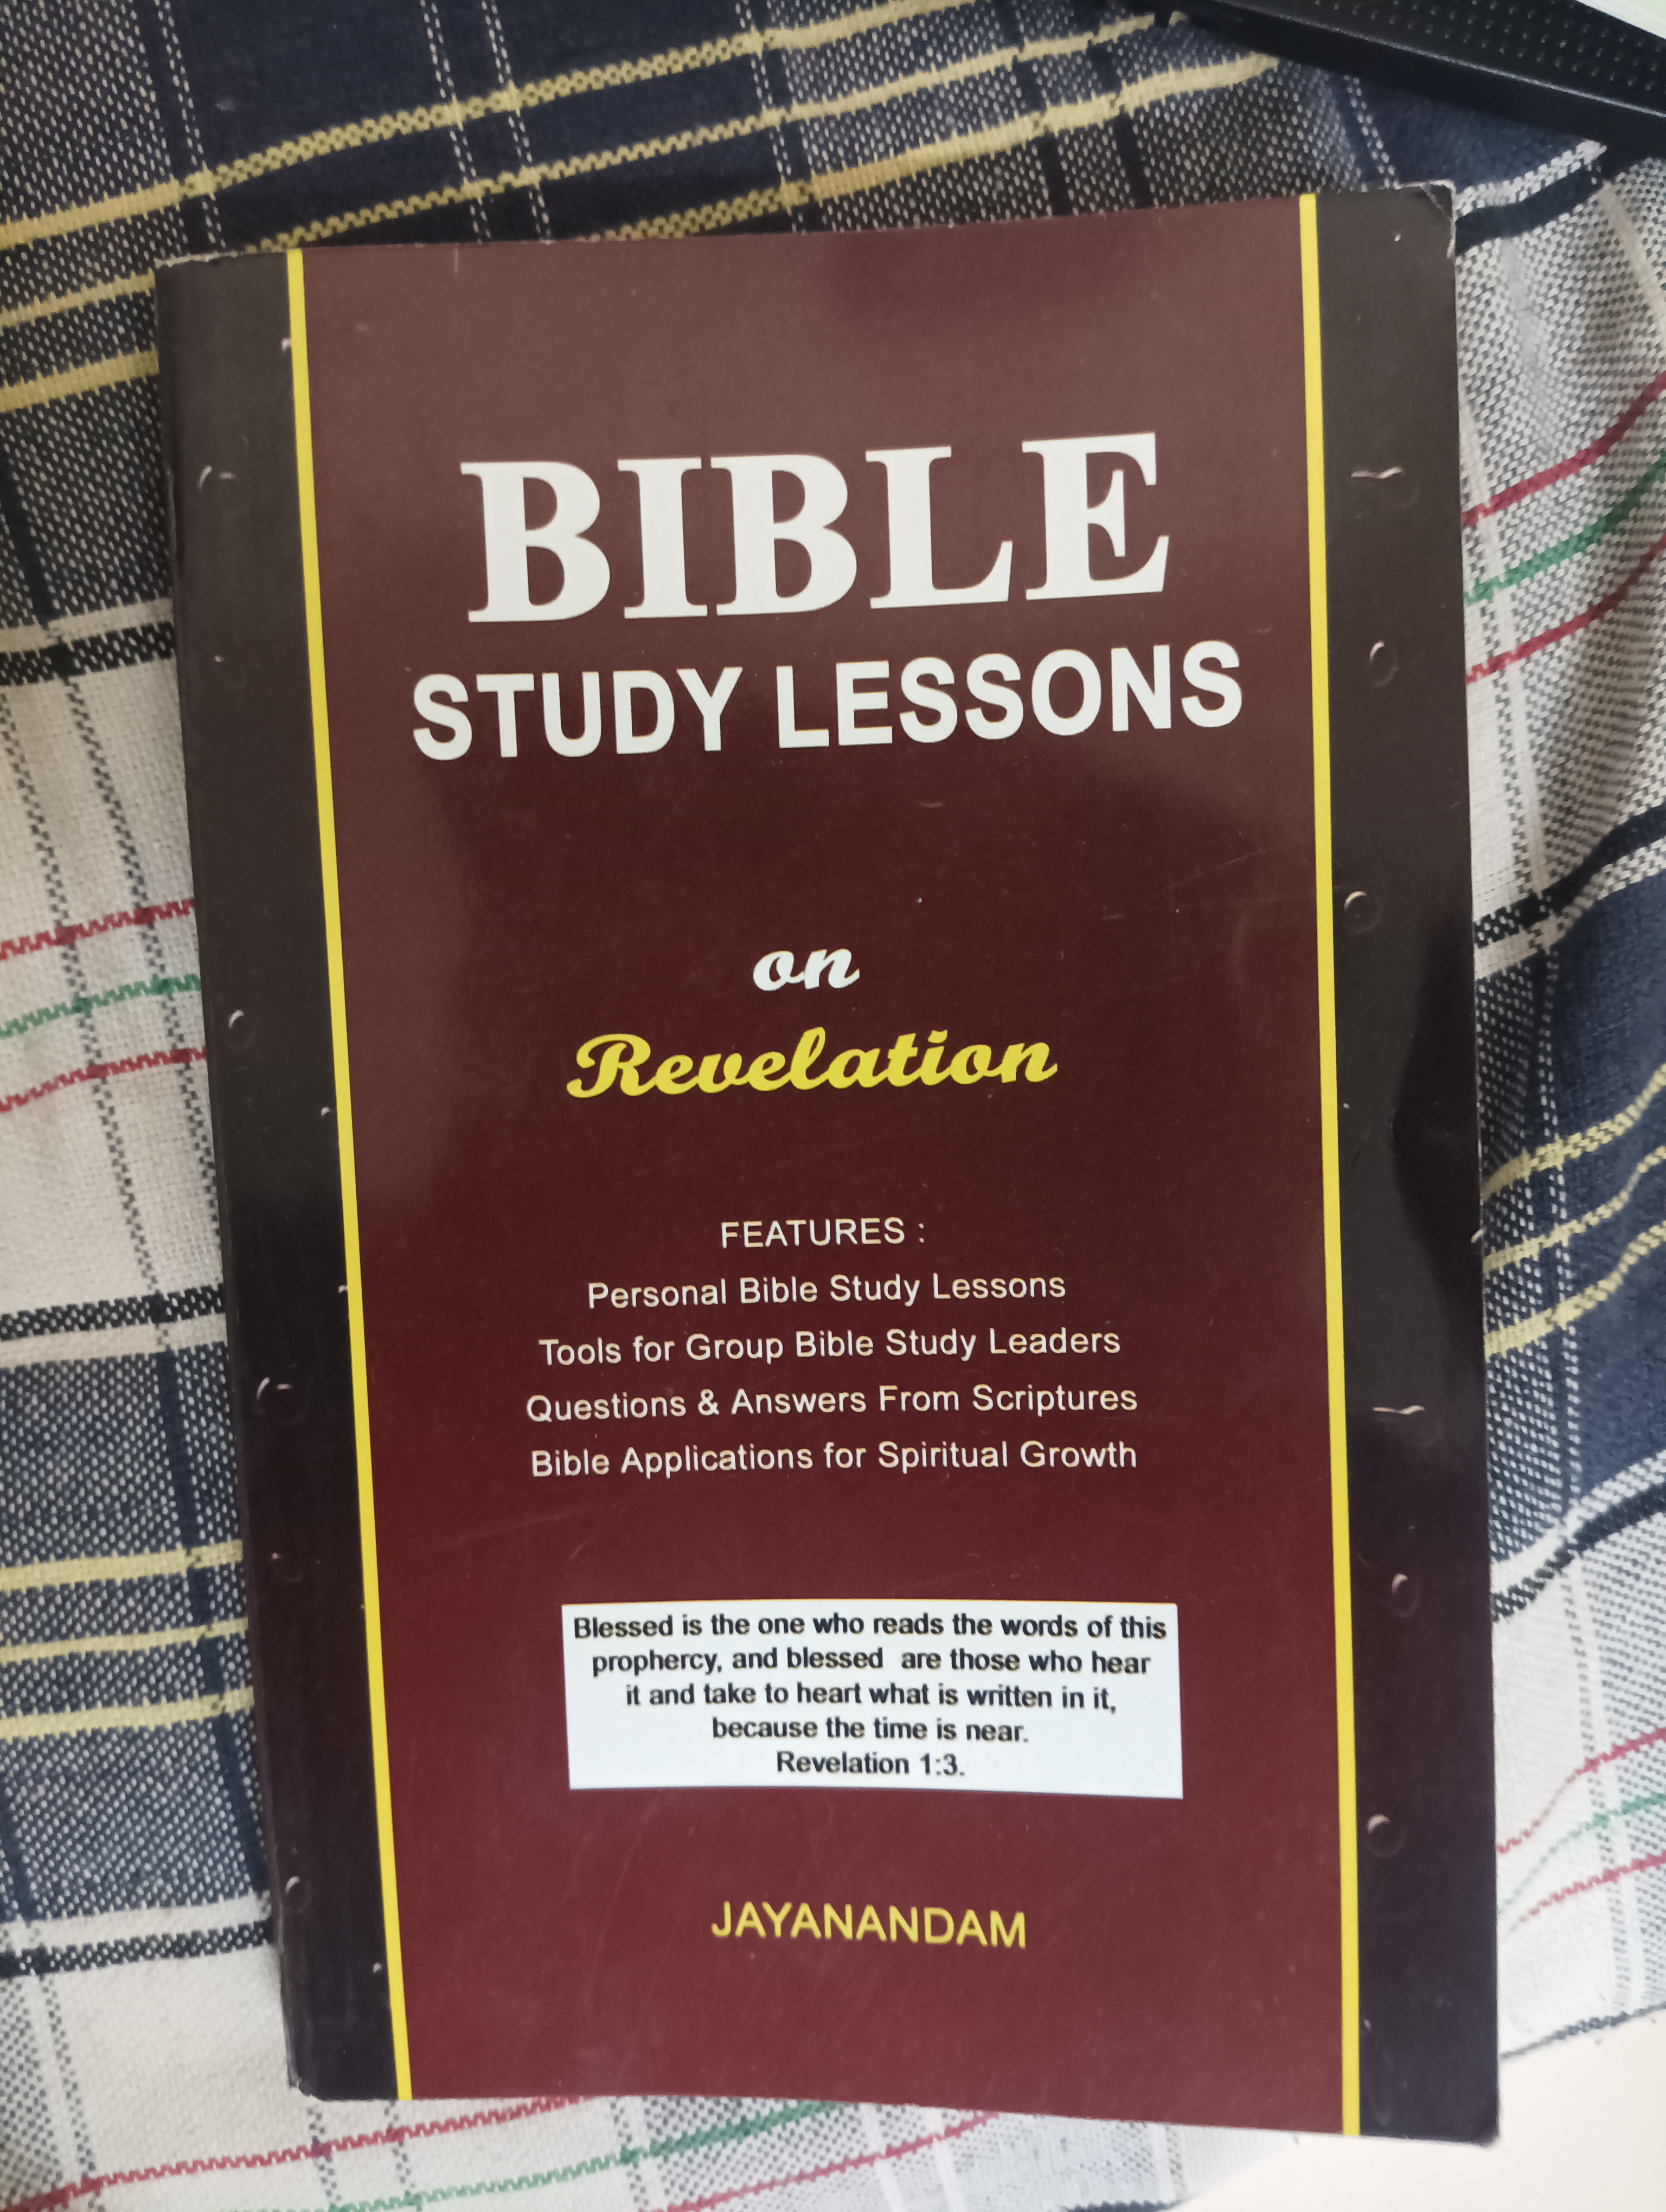 BIBLE
STUDY LESSONS
on
Revelation
FEATURES :
Personal Bible Study Lessons
Tools for Group Bible Study Leaders
Questions & Answers From Scriptures
Bible Applications for Spiritual Growth
Blessed is the one who reads the words of this
prophercy, and blessed are those who hear
it and take to heart what is written in it,
because the time is near.
Revelation 1:3.
JAYANANDAM